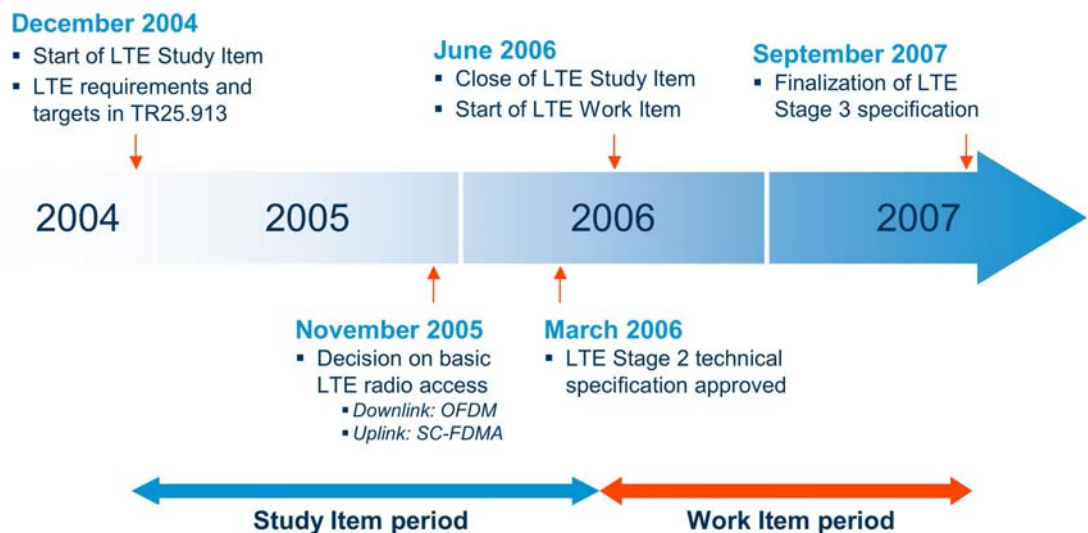 December 2004
▪ Start of LTE Study Item
▪ LTE requirements and
targets in TR25.913
June 2006
▪ Close of LTE Study Item
▪ Start of LTE Work Item
September 2007
▪ Finalization of LTE
Stage 3 specification
2004
2005
2006
2007
November 2005
▪ Decision on basic
LTE radio access
▪ Downlink: OFDM
▪ Uplink: SC-FDMA
March 2006
▪ LTE Stage 2 technical
specification approved
Study Item period
Work Item period